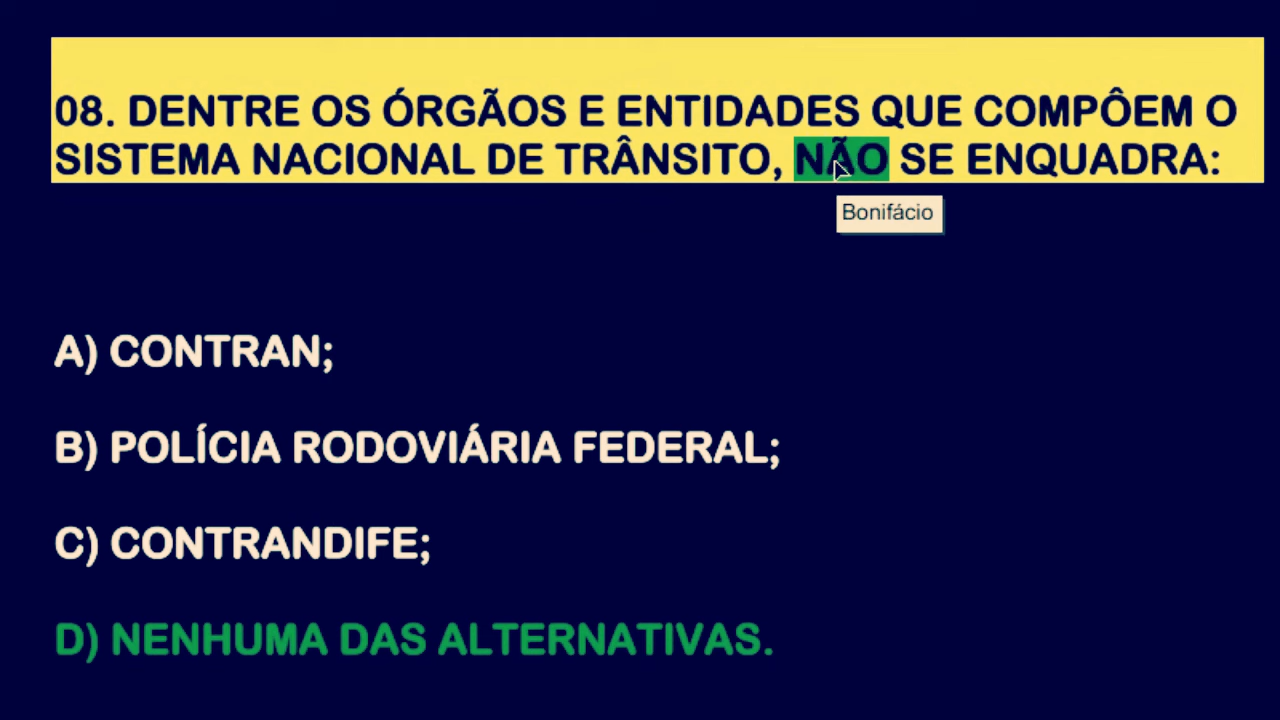 08. DENTRE OS ÓRGÃOS E ENTIDADES QUE COMPÔEM O
SISTEMA NACIONAL DE TRÂNSITO, NÃO SE ENQUADRA:
Bonifácio
A) CONTRAN;
B) POLÍCIA RODOVIÁRIA FEDERAL;
C) CONTRANDIFE;
D) NENHUMA DAS ALTERNATIVAS.